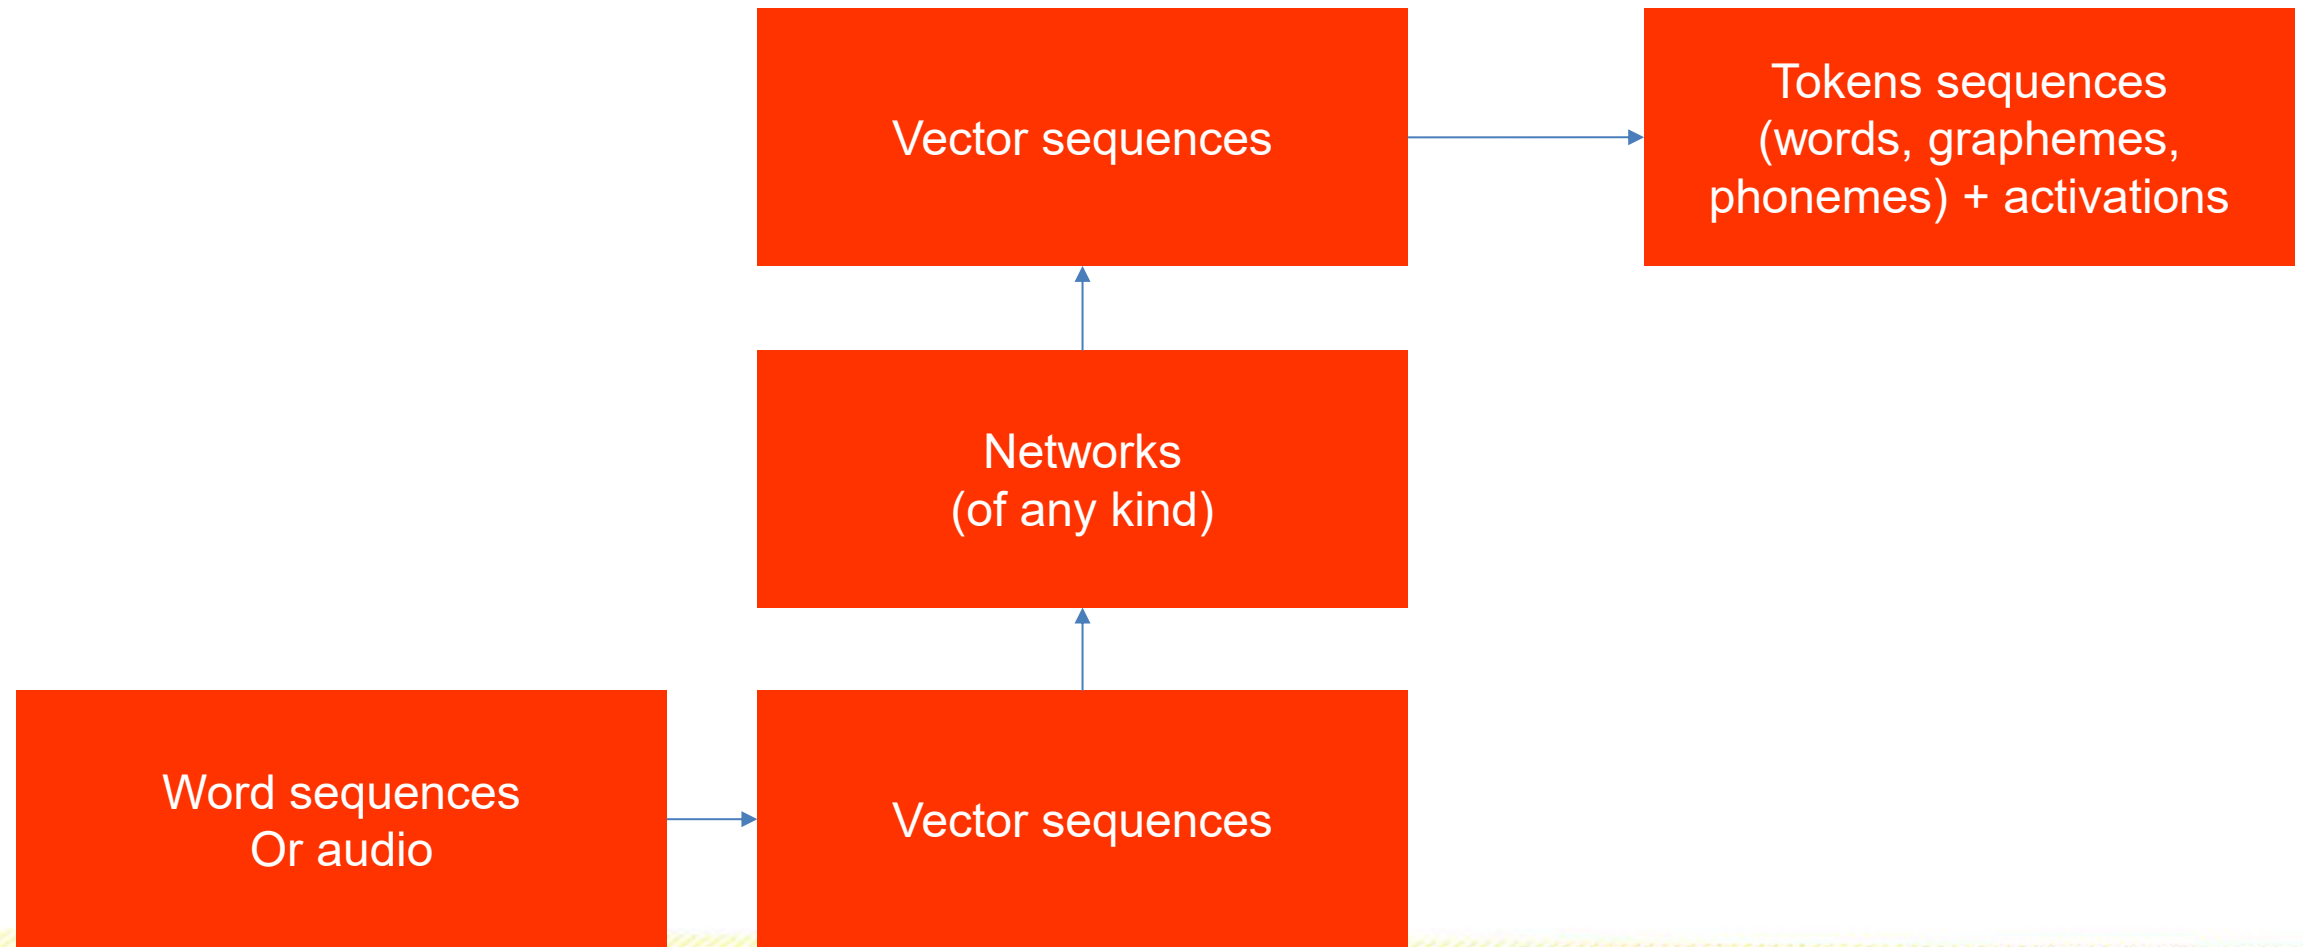 Vector sequences
Tokens sequences
(words, graphemes,
phonemes) + activations
Networks
(of any kind)
Word sequences
Or audio
Vector sequences